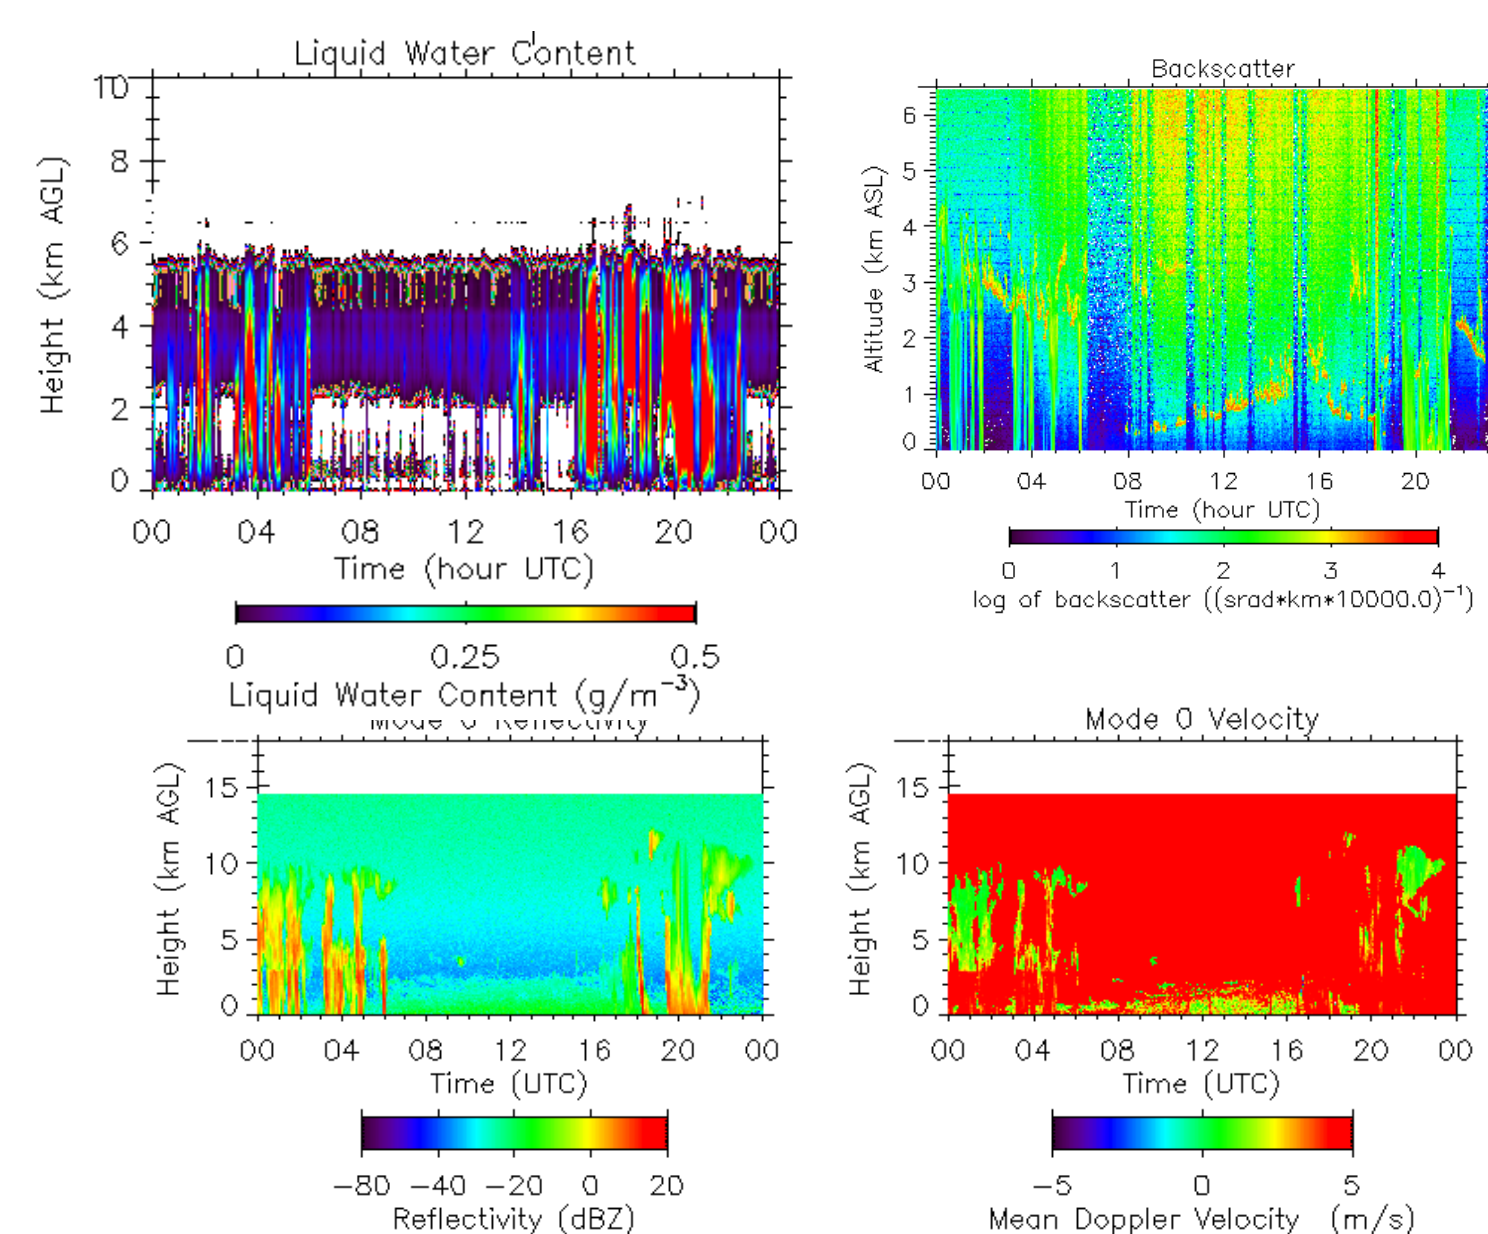 Liquid Water Content
10
8
6
4
2
0
Height (km AGL)
00 04 08 12 16 20 00
Time (hour UTC)
0 0.25 0.5
Liquid Water Content (g/m⁻³)
Backscatter
6
5
4
3
2
1
0
Altitude (km ASL)
00 04 08 12 16 20
Time (hour UTC)
0 1 2 3 4
log of backscatter ((srad*km*10000.0)⁻¹)
Mode 0 Reflectivity
15
10
5
0
Height (km AGL)
00 04 08 12 16 20 00
Time (UTC)
−80 −40 −20 0 20
Reflectivity (dBZ)
Mode 0 Velocity
15
10
5
0
Height (km AGL)
00 04 08 12 16 20 00
Time (UTC)
−5 0 5
Mean Doppler Velocity (m/s)